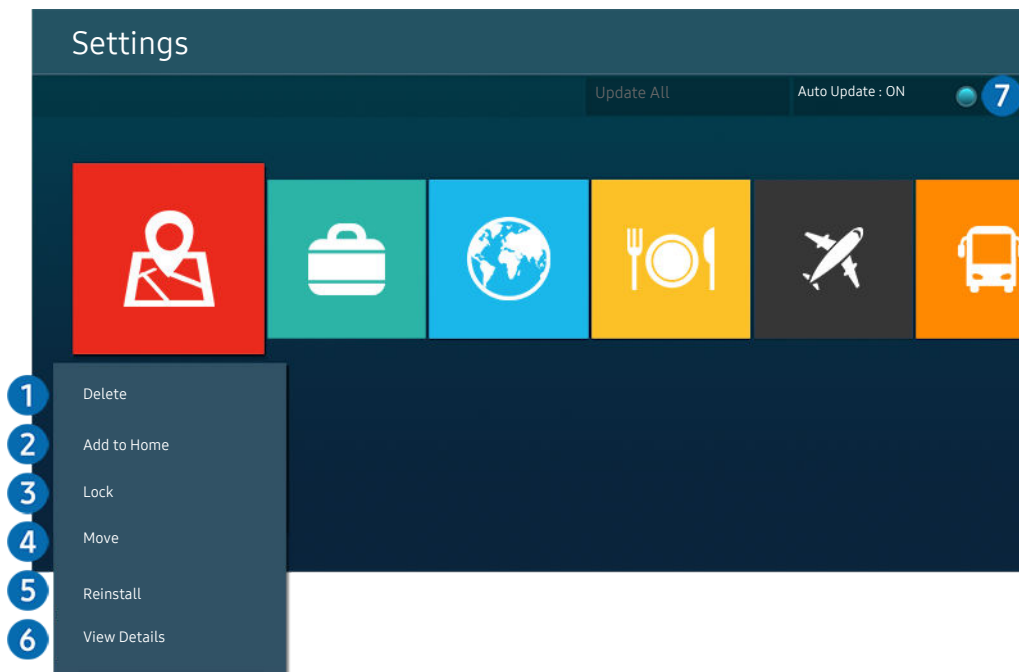 Settings
Update All
Auto Update : ON
7
1 Delete
2 Add to Home
3 Lock
4 Move
5 Reinstall
6 View Details